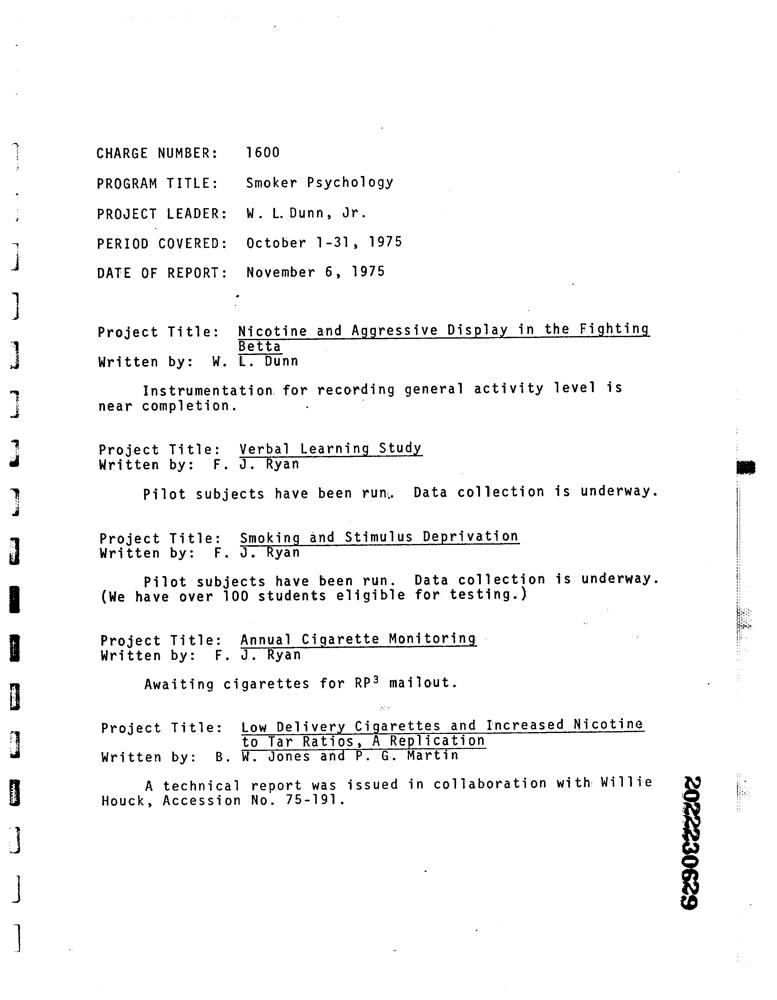 CHARGE NUMBER: 1600
PROGRAM TITLE: Smoker Psychology
PROJECT LEADER: W. L. Dunn, Jr.
PERIOD COVERED: October 1-31, 1975
DATE OF REPORT: November 6, 1975
Project Title: Nicotine and Aggressive Display in the Fighting
Betta
Written by: W. L. Dunn
Instrumentation for recording general activity level is
near completion.
Project Title: Verbal Learning Study
Written by: F. J. Ryan
Pilot subjects have been run. Data collection is underway.
Project Title: Smoking and Stimulus Deprivation
Written by: F. J. Ryan
Pilot subjects have been run. Data collection is underway.
(We have over 100 students eligible for testing.)
Project Title: Annual Cigarette Monitoring
Written by: F. J. Ryan
Awaiting cigarettes for RP³ mailout.
Project Title: Low Delivery Cigarettes and Increased Nicotine
to Tar Ratios, A Replication
Written by: B. W. Jones and P. G. Martin
A technical report was issued in collaboration with Willie
Houck, Accession No. 75-191.
2022230629